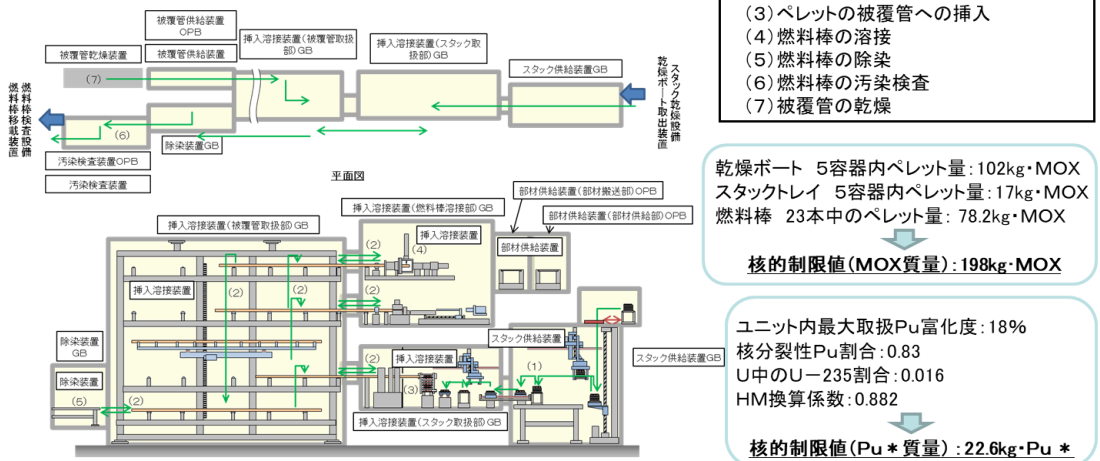 被覆管供給装置
OPB
被覆管乾燥装置
被覆管供給装置
挿入溶接装置(被覆管取扱
部)GB
挿入溶接装置(スタック取
扱部)GB
スタック供給装置GB
(7)
燃料棒検査設備
燃料棒移載装置
スタック乾燥設備
乾燥ボート取出装置
(6)
除染装置GB
汚染検査装置OPB
汚染検査装置
平面図
(3)ペレットの被覆管への挿入
(4)燃料棒の溶接
(5)燃料棒の除染
(6)燃料棒の汚染検査
(7)被覆管の乾燥
乾燥ボート 5容器内ペレット量:102kg・MOX
スタックトレイ 5容器内ペレット量:17kg・MOX
燃料棒 23本中のペレット量: 78.2kg・MOX
核的制限値(MOX質量):198kg・MOX
ユニット内最大取扱Pu富化度:18%
核分裂性Pu割合:0.83
U中のU-235割合:0.016
HM換算係数:0.882
核的制限値(Pu*質量):22.6kg・Pu *
部材供給装置(部材搬送部)OPB
挿入溶接装置(燃料棒溶接部)GB
部材供給装置(部材供給部)OPB
挿入溶接装置(被覆管取扱部)GB
挿入溶接装置
(2)
(4)
部材供給装置
挿入溶接装置
(2)
(2)
(2)
除染装置
GB
スタック供給装置
スタック供給装置GB
(2)
挿入溶接装置
(1)
除染装置
(3)
(5)
(2)
挿入溶接装置(スタック取扱部)GB